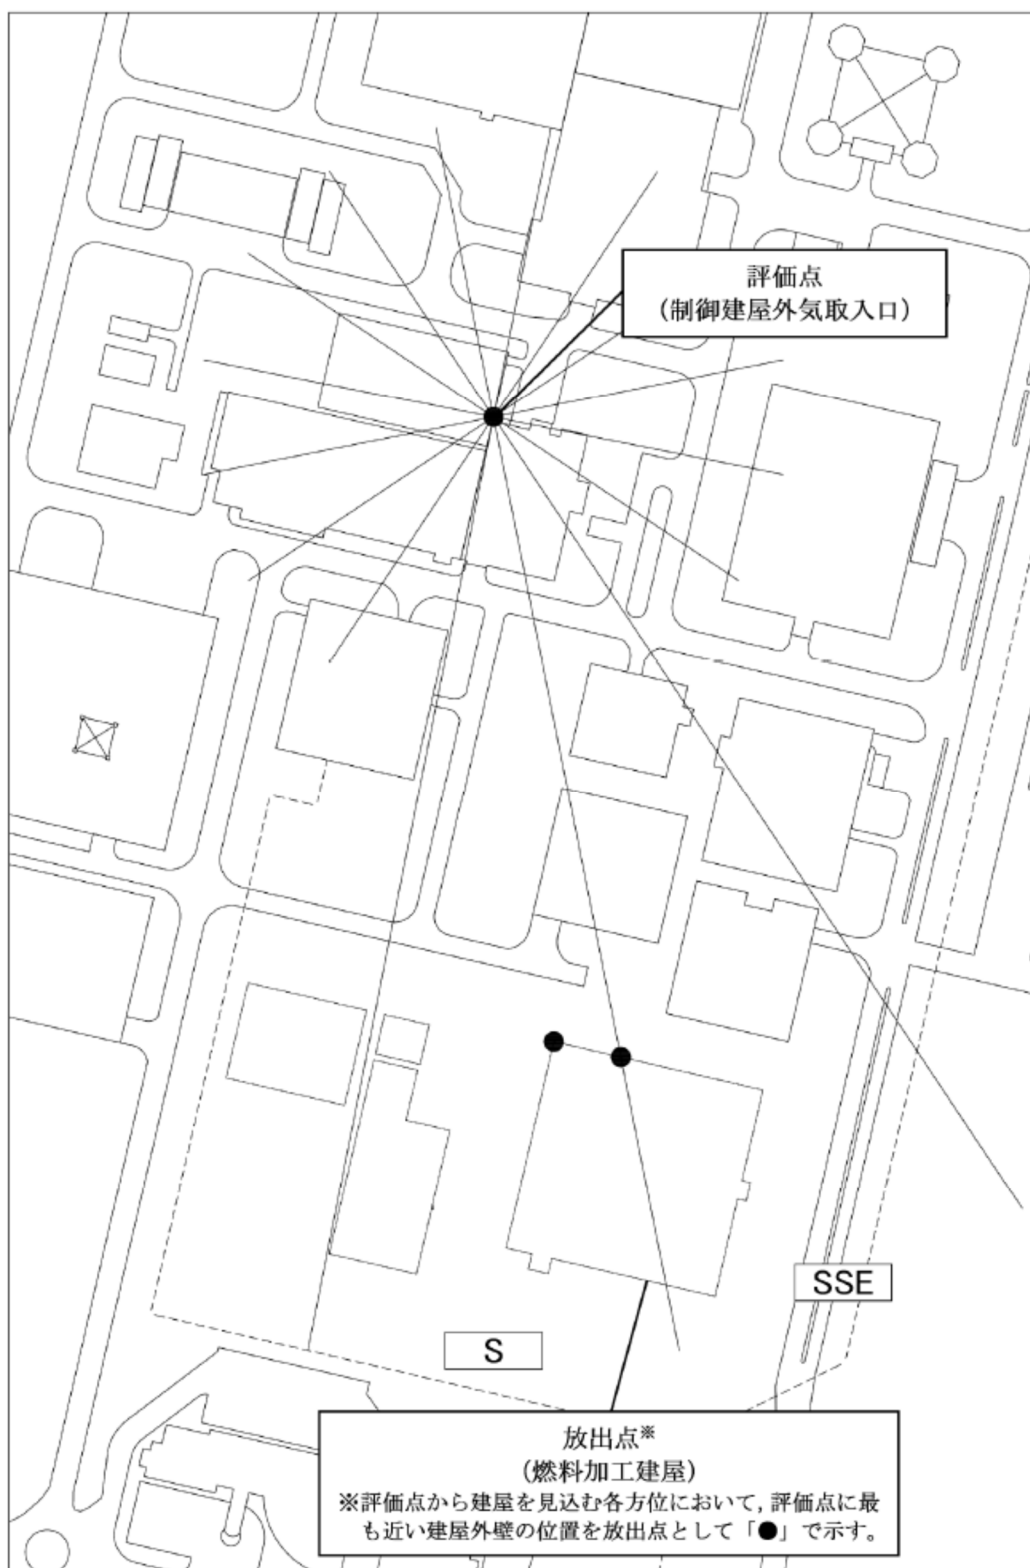 評価点
（制御建屋外気取入口）
SSE
S
放出点※
（燃料加工建屋）
※評価点から建屋を見込む各方位において，評価点に最
も近い建屋外壁の位置を放出点として「●」で示す。